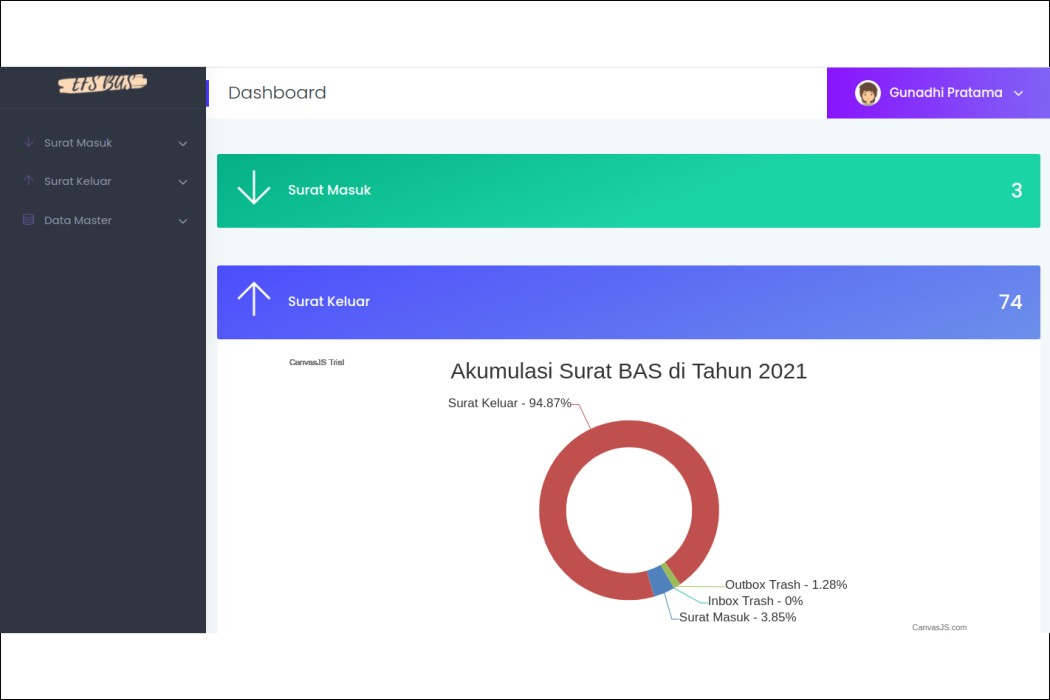 EFS BAS
Dashboard
Gunadhi Pratama
Surat Masuk
Surat Keluar
Data Master
Surat Masuk
3
Surat Keluar
74
CanvasJS Trial
Akumulasi Surat BAS di Tahun 2021
Surat Keluar - 94.87%
Outbox Trash - 1.28%
Inbox Trash - 0%
Surat Masuk - 3.85%
CanvasJS.com